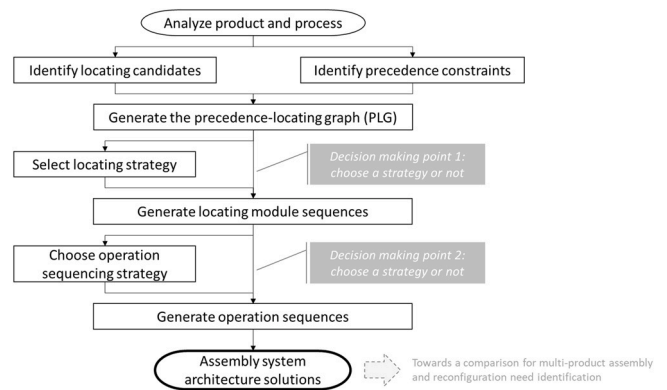 Analyze product and process
Identify locating candidates
Identify precedence constraints
Generate the precedence-locating graph (PLG)
Select locating strategy
Decision making point 1:
choose a strategy or not
Generate locating module sequences
Choose operation
sequencing strategy
Decision making point 2:
choose a strategy or not
Generate operation sequences
Assembly system
architecture solutions
Towards a comparison for multi-product assembly
and reconfiguration need identification